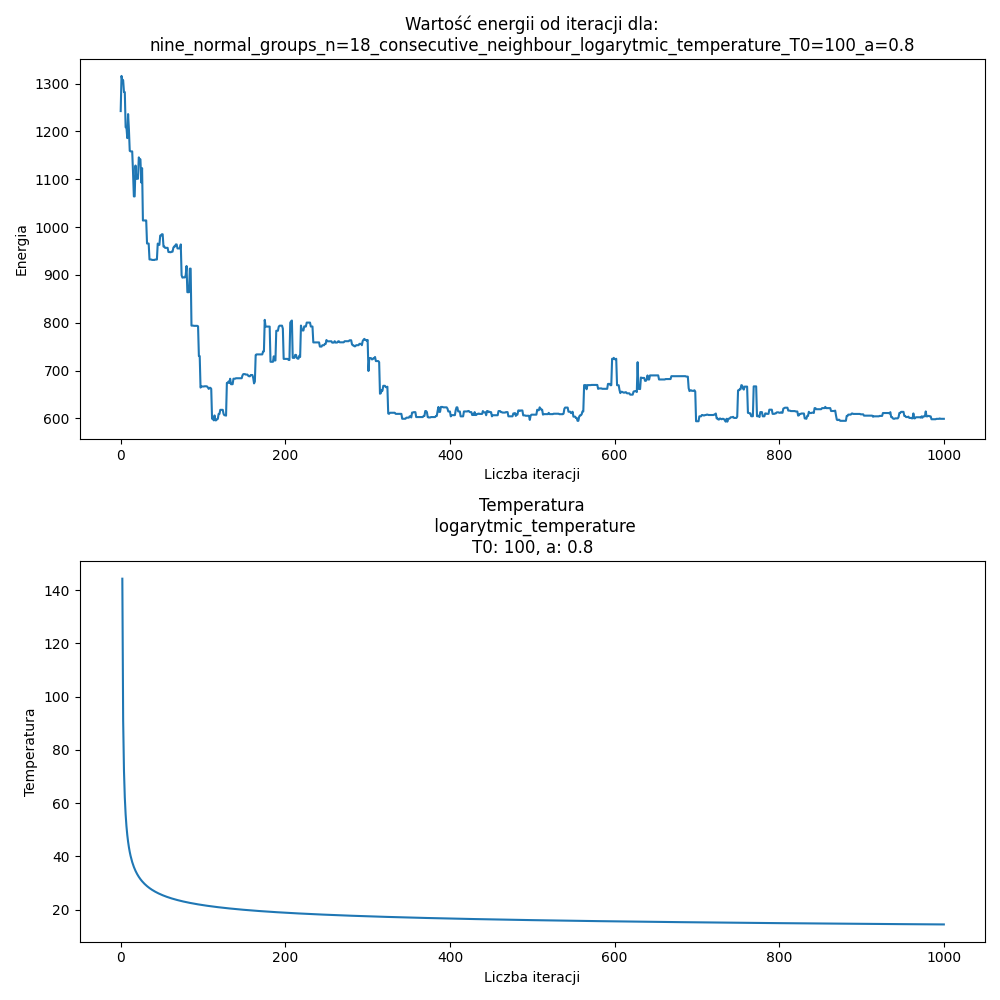 Wartość energii od iteracji dla:
nine_normal_groups_n=18_consecutive_neighbour_logarytmic_temperature_T0=100_a=0.8
1300
1200
1100
1000
900
800
700
600
Energia
0 200 400 600 800 1000
Liczba iteracji
Temperatura
logarytmic_temperature
T0: 100, a: 0.8
140
120
100
80
60
40
20
Temperatura
0 200 400 600 800 1000
Liczba iteracji